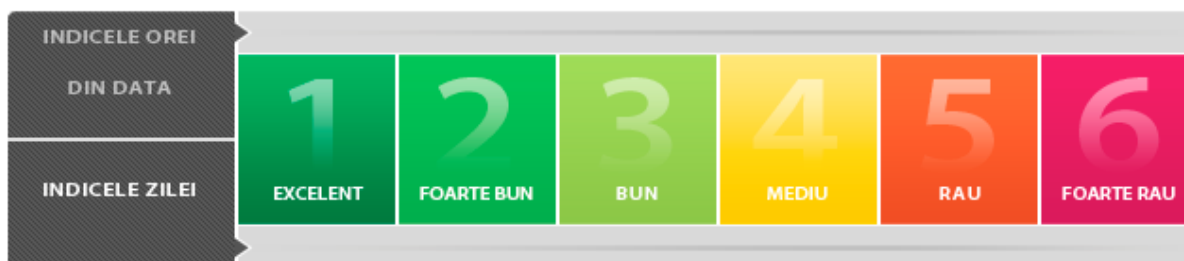 INDICELE OREI
DIN DATA
INDICELE ZILEI
1
EXCELENT
2
FOARTE BUN
3
BUN
4
MEDIU
5
RAU
6
FOARTE RAU